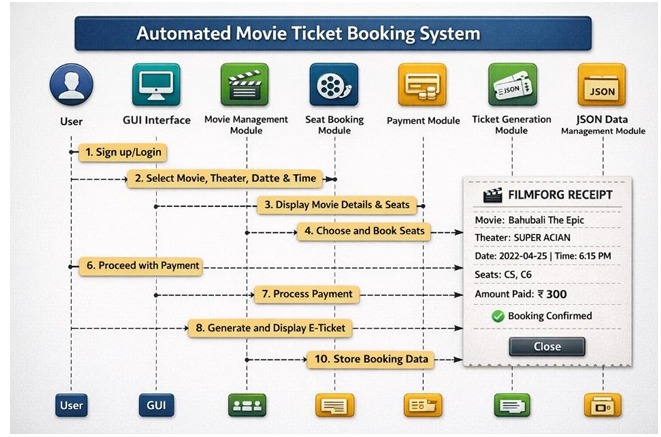 Automated Movie Ticket Booking System
User
GUI Interface
Movie Management
Module
Seat Booking
Module
Payment Module
JSON
Ticket Generation
Module
JSON
JSON Data
Management Module
1. Sign up/Login
2. Select Movie, Theater, Datte & Time
3. Display Movie Details & Seats
4. Choose and Book Seats
6. Proceed with Payment
7. Process Payment
8. Generate and Display E-Ticket
10. Store Booking Data
FILMFORG RECEIPT
Movie: Bahubali The Epic
Theater: SUPER ACIAN
Date: 2022-04-25 | Time: 6:15 PM
Seats: CS, C6
Amount Paid: ₹ 300
Booking Confirmed
Close
User
GUI